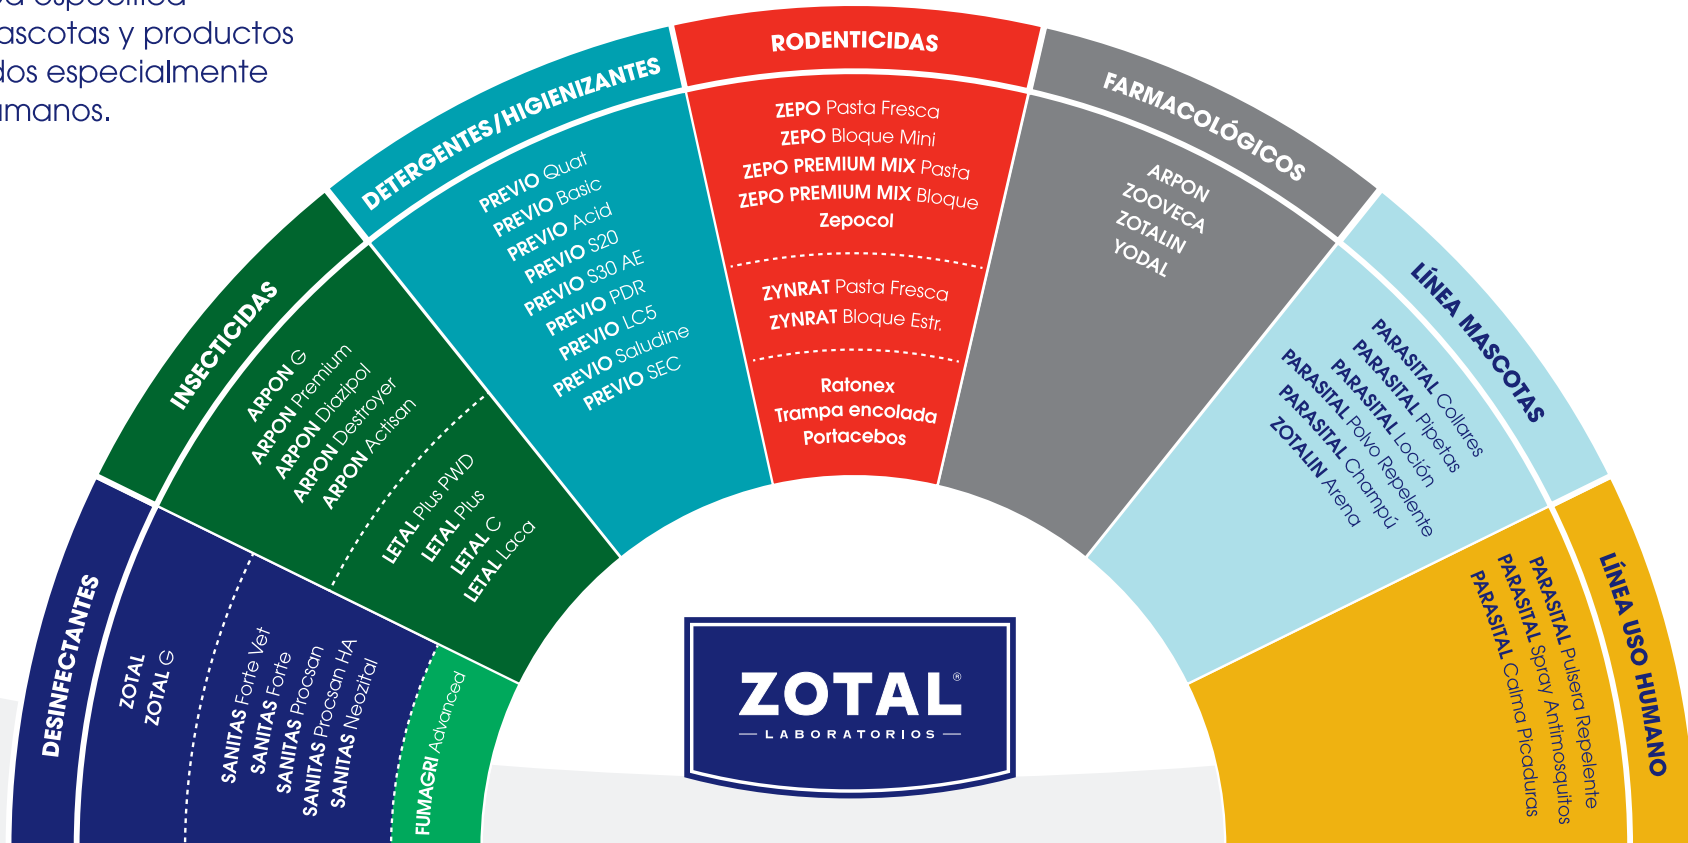 ascotas y productos
dos especialmente
umanos.
DESINFECTANTES
ZOTAL
ZOTAL G
SANITAS Forte Vet
SANITAS Forte
SANITAS Procsan
SANITAS Procsan HA
SANITAS Neozital
FUMAGRI Advanced
INSECTICIDAS
ARPON G
ARPON Premium
ARPON Diazipol
ARPON Destroyer
ARPON Actisan
LETAL Plus PWD
LETAL Plus
LETAL C
LETAL Laca
DETERGENTES/HIGIENIZANTES
PREVIO Quat
PREVIO Basic
PREVIO Acid
PREVIO S20
PREVIO S30 AE
PREVIO PDR
PREVIO LC5
PREVIO Saludine
PREVIO SEC
RODENTICIDAS
ZEPO Pasta Fresca
ZEPO Bloque Mini
ZEPO PREMIUM MIX Pasta
ZEPO PREMIUM MIX Bloque
Zepocol
ZYNRAT Pasta Fresca
ZYNRAT Bloque Estr.
Ratonex
Trampa encolada
Portacebos
FARMACOLÓGICOS
ARPON
ZOOVECA
ZOTALIN
YODAL
LÍNEA MASCOTAS
PARASITAL Collares
PARASITAL Pipetas
PARASITAL Loción
PARASITAL Polvo Repelente
PARASITAL Champú
ZOTALIN Arena
LÍNEA USO HUMANO
PARASITAL Pulsera Repelente
PARASITAL Spray Antimosquitos
PARASITAL Calma Picaduras
ZOTAL®
LABORATORIOS